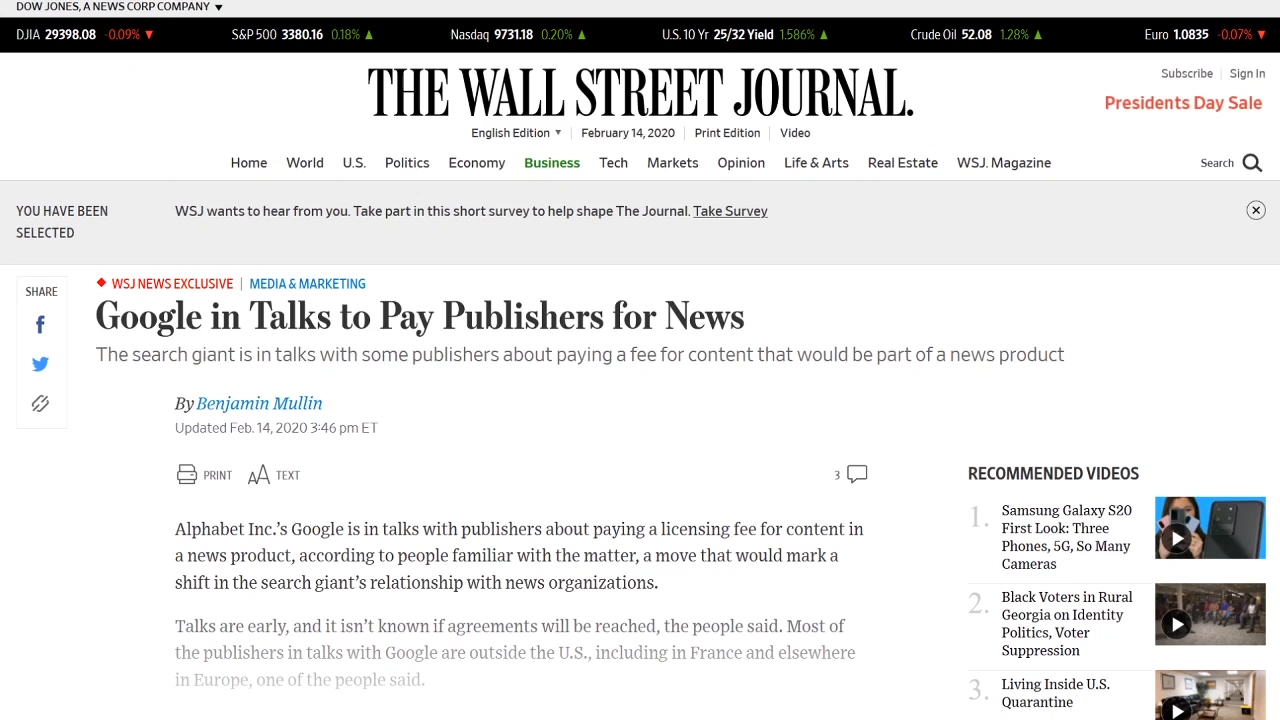 DOW JONES, A NEWS CORP COMPANY ▼
DJIA 29398.08 -0.09% ▼ S&P 500 3380.16 0.18% ▲ Nasdaq 9731.18 0.20% ▲ U.S. 10 Yr 25/32 Yield 1.586% ▲ Crude Oil 52.08 1.28% ▲ Euro 1.0835 -0.07% ▼
Subscribe | Sign In
Presidents Day Sale
THE WALL STREET JOURNAL.
English Edition ▼ | February 14, 2020 | Print Edition | Video
Home World U.S. Politics Economy Business Tech Markets Opinion Life & Arts Real Estate WSJ. Magazine Search
YOU HAVE BEEN
SELECTED
WSJ wants to hear from you. Take part in this short survey to help shape The Journal. Take Survey
SHARE
WSJ NEWS EXCLUSIVE | MEDIA & MARKETING
Google in Talks to Pay Publishers for News
The search giant is in talks with some publishers about paying a fee for content that would be part of a news product
By Benjamin Mullin
Updated Feb. 14, 2020 3:46 pm ET
PRINT AA TEXT 3
Alphabet Inc.’s Google is in talks with publishers about paying a licensing fee for content in
a news product, according to people familiar with the matter, a move that would mark a
shift in the search giant’s relationship with news organizations.
Talks are early, and it isn’t known if agreements will be reached, the people said. Most of
the publishers in talks with Google are outside the U.S., including in France and elsewhere
in Europe, one of the people said.
RECOMMENDED VIDEOS
1. Samsung Galaxy S20
First Look: Three
Phones, 5G, So Many
Cameras
2. Black Voters in Rural
Georgia on Identity
Politics, Voter
Suppression
3. Living Inside U.S.
Quarantine